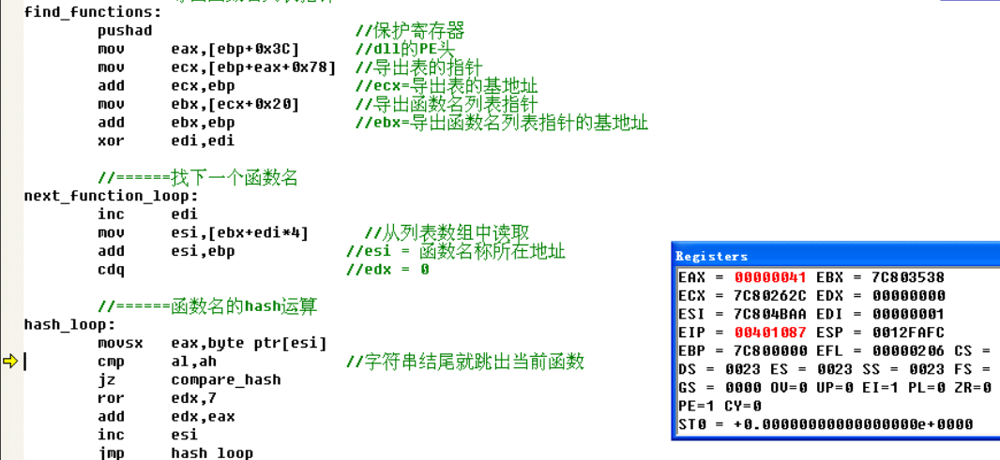 find_functions:
pushad //保护寄存器
mov eax,[ebp+0x3C] //dll的PE头
mov ecx,[ebp+eax+0x78] //导出表的指针
add ecx,ebp //ecx=导出表的基地址
mov ebx,[ecx+0x20] //导出函数名列表指针
add ebx,ebp //ebx=导出函数名列表指针的基地址
xor edi,edi
//======找下一个函数名
next_function_loop:
inc edi
mov esi,[ebx+edi*4] //从列表数组中读取
add esi,ebp //esi = 函数名称所在地址
cdq //edx = 0
//======函数名的hash运算
hash_loop:
movsx eax,byte ptr[esi]
cmp al,ah //字符串结尾就跳出当前函数
jz compare_hash
ror edx,7
add edx,eax
inc esi
jmp hash_loop
Registers
EAX = 00000041 EBX = 7C803538
ECX = 7C80262C EDX = 00000000
ESI = 7C804BAA EDI = 00000001
EIP = 00401087 ESP = 0012FAFC
EBP = 7C800000 EFL = 00000206 CS =
DS = 0023 ES = 0023 SS = 0023 FS =
GS = 0000 OV=0 UP=0 EI=1 PL=0 ZR=0
PE=1 CY=0
ST0 = +0.00000000000000000e+0000